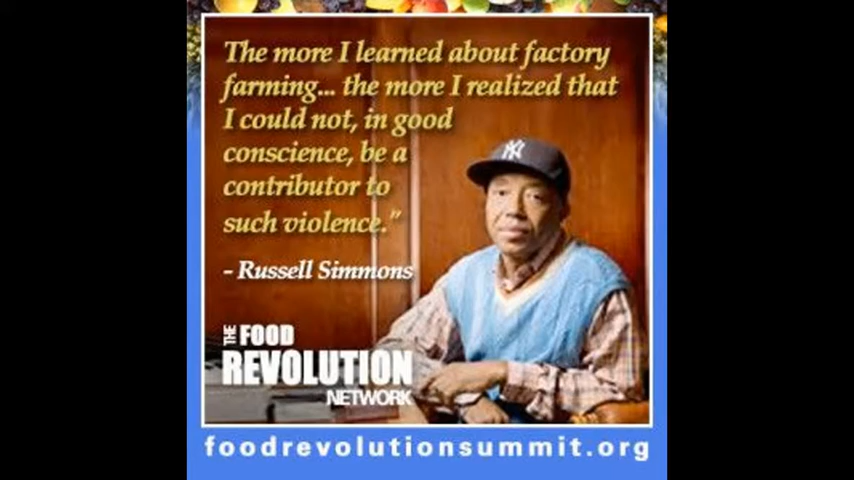 The more I learned about factory
farming... the more I realized that
I could not, in good
conscience, be a
contributor to
such violence.”
– Russell Simmons
NY
THE FOOD
REVOLUTION
NETWORK
foodrevolutionsummit.org